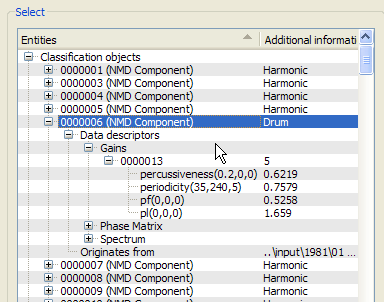 Select
Entities Additional informati
Classification objects
0000001 (NMD Component) Harmonic
0000003 (NMD Component) Harmonic
0000004 (NMD Component) Harmonic
0000005 (NMD Component) Harmonic
0000006 (NMD Component) Drum
Data descriptors
Gains
0000013 5
percussiveness(0.2,0,0) 0.6219
periodicity(35,240,5) 0.7579
pf(0,0,0) 0.5258
pl(0,0,0) 1.659
Phase Matrix
Spectrum
Originates from ..\input\1981\01
0000007 (NMD Component) Harmonic
0000008 (NMD Component) Harmonic
0000009 (NMD Component) Harmonic